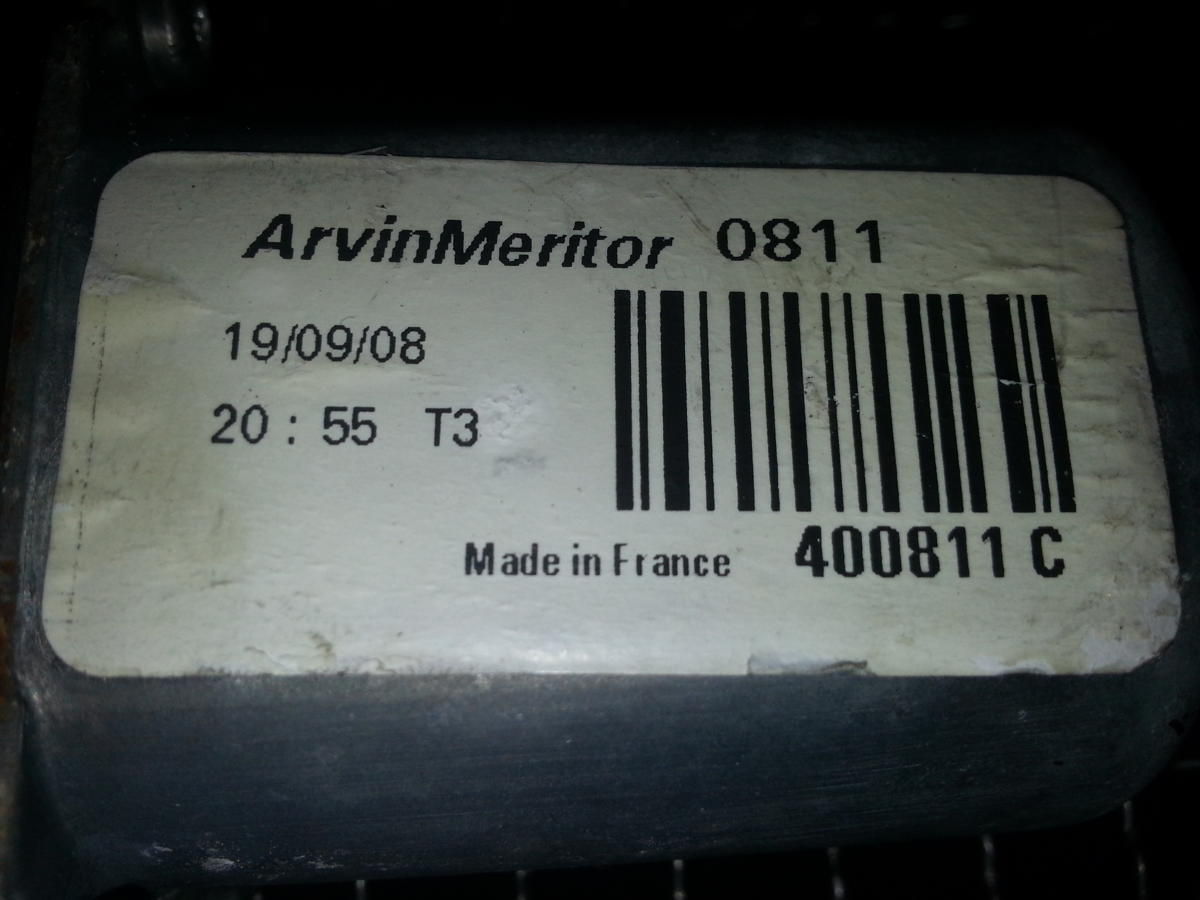 ArvinMeritor 0811
19/09/08
20 : 55 T3
Made in France 400811 C